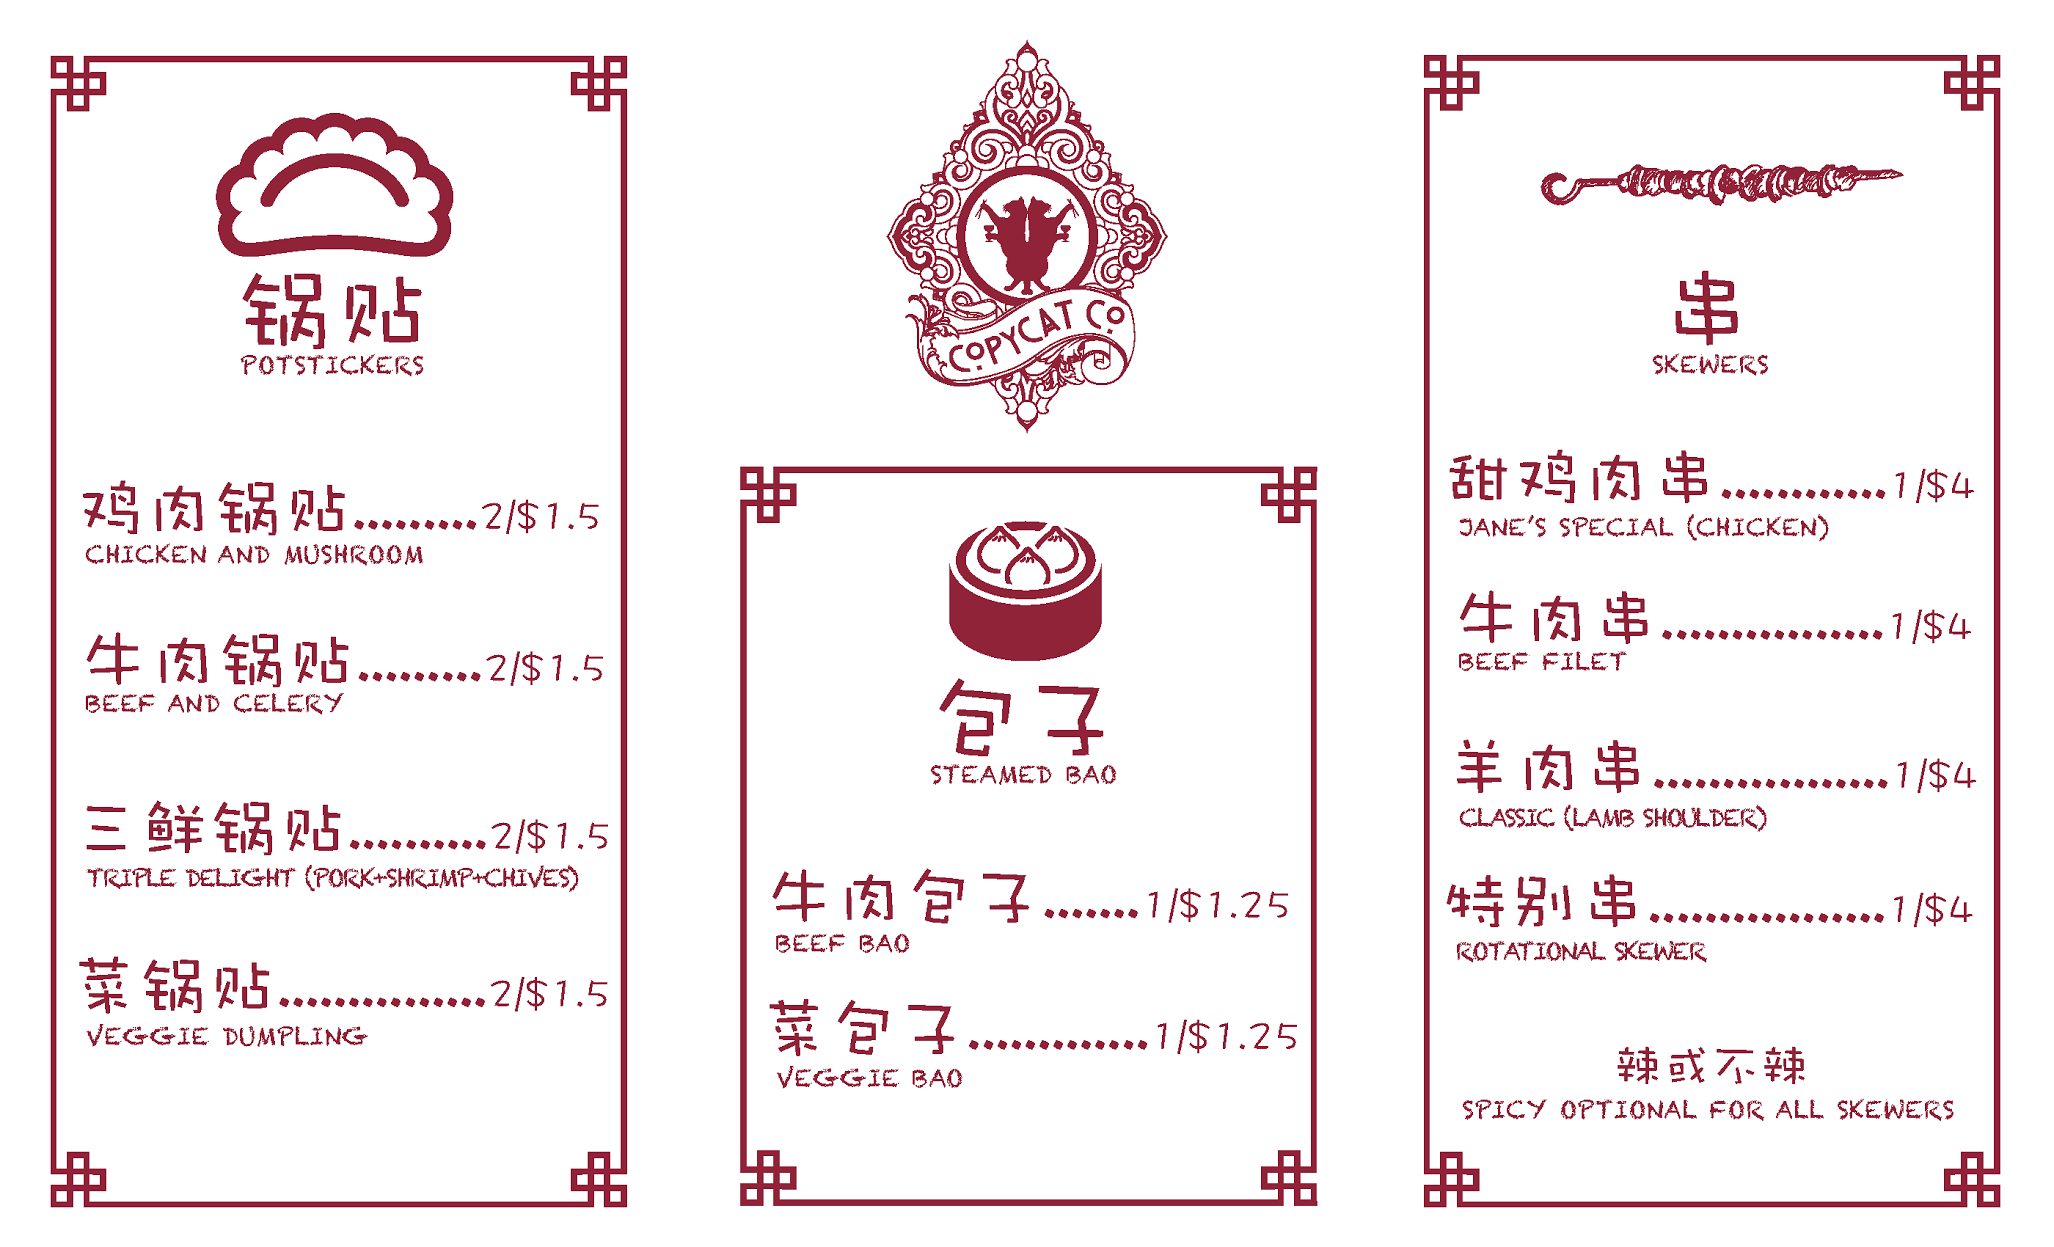 锅贴
POTSTICKERS
鸡肉锅贴.........2/$1.5
CHICKEN AND MUSHROOM
牛肉锅贴.........2/$1.5
BEEF AND CELERY
三鲜锅贴..........2/$1.5
TRIPLE DELIGHT (PORK+SHRIMP+CHIVES)
菜锅贴...............2/$1.5
VEGGIE DUMPLING
COPYCAT CO
包子
STEAMED BAO
牛肉包子.......1/$1.25
BEEF BAO
菜包子.............1/$1.25
VEGGIE BAO
串
SKEWERS
甜鸡肉串............1/$4
JANE'S SPECIAL (CHICKEN)
牛肉串................1/$4
BEEF FILET
羊肉串.................1/$4
CLASSIC (LAMB SHOULDER)
特别串.................1/$4
ROTATIONAL SKEWER
辣或不辣
SPICY OPTIONAL FOR ALL SKEWERS